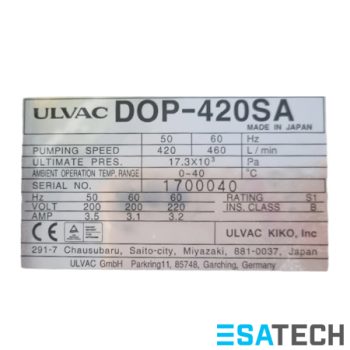 ULVAC DOP-420SA
MADE IN JAPAN
50 60 Hz
PUMPING SPEED 420 460 L/min
ULTIMATE PRES. 17.3X10³ Pa
AMBIENT OPERATION TEMP. RANGE 0-40 °C
SERIAL NO. 1700040
Hz 50 60 60 RATING S1
VOLT 200 200 220 INS. CLASS B
AMP 3.5 3.1 3.2
ULVAC KIKO, Inc
291-7 Chausubaru, Saito-city, Miyazaki, 881-0037, Japan
ULVAC GmbH Parkring11, 85748, Garching, Germany
ESATECH